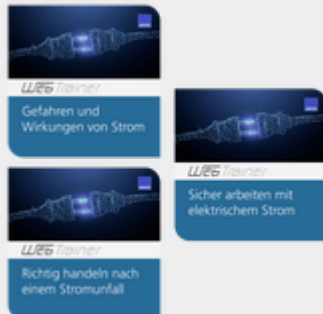 WEB Trainer
Gefahren und
Wirkungen von Strom
WEB Trainer
Sicher arbeiten mit
elektrischem Strom
WEB Trainer
Richtig handeln nach
einem Stromunfall